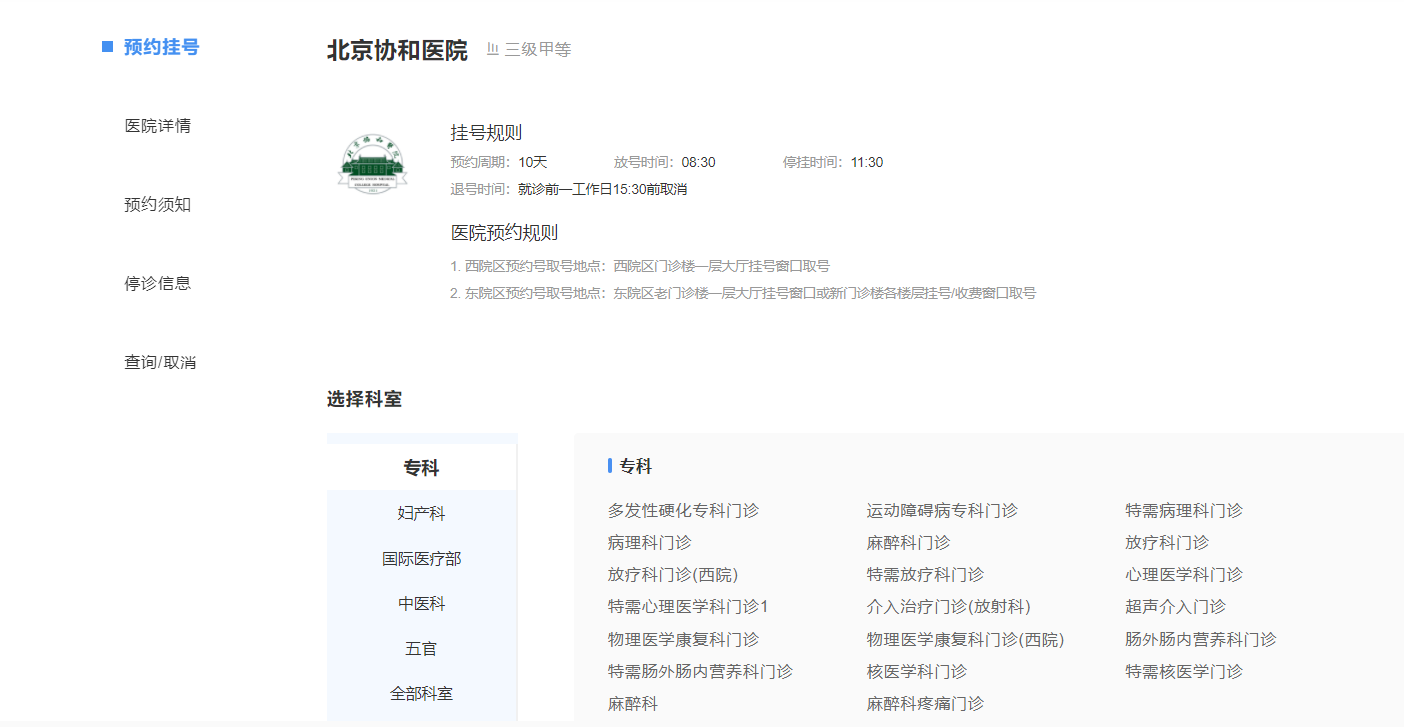 预约挂号
医院详情
预约须知
停诊信息
查询/取消
北京协和医院 三级甲等
北京协和医院
PEKING UNION MEDICAL
COLLEGE HOSPITAL
1921
挂号规则
预约周期：10天 放号时间：08:30 停挂时间：11:30
退号时间：就诊前一工作日15:30前取消
医院预约规则
1. 西院区预约号取号地点：西院区门诊楼一层大厅挂号窗口取号
2. 东院区预约号取号地点：东院区老门诊楼一层大厅挂号窗口或新门诊楼各楼层挂号/收费窗口取号
选择科室
专科
妇产科
国际医疗部
中医科
五官
全部科室
专科
多发性硬化专科门诊 运动障碍病专科门诊 特需病理科门诊
病理科门诊 麻醉科门诊 放疗科门诊
放疗科门诊(西院) 特需放疗科门诊 心理医学科门诊
特需心理医学科门诊1 介入治疗门诊(放射科) 超声介入门诊
物理医学康复科门诊 物理医学康复科门诊(西院) 肠外肠内营养科门诊
特需肠外肠内营养科门诊 核医学科门诊 特需核医学门诊
麻醉科 麻醉科疼痛门诊